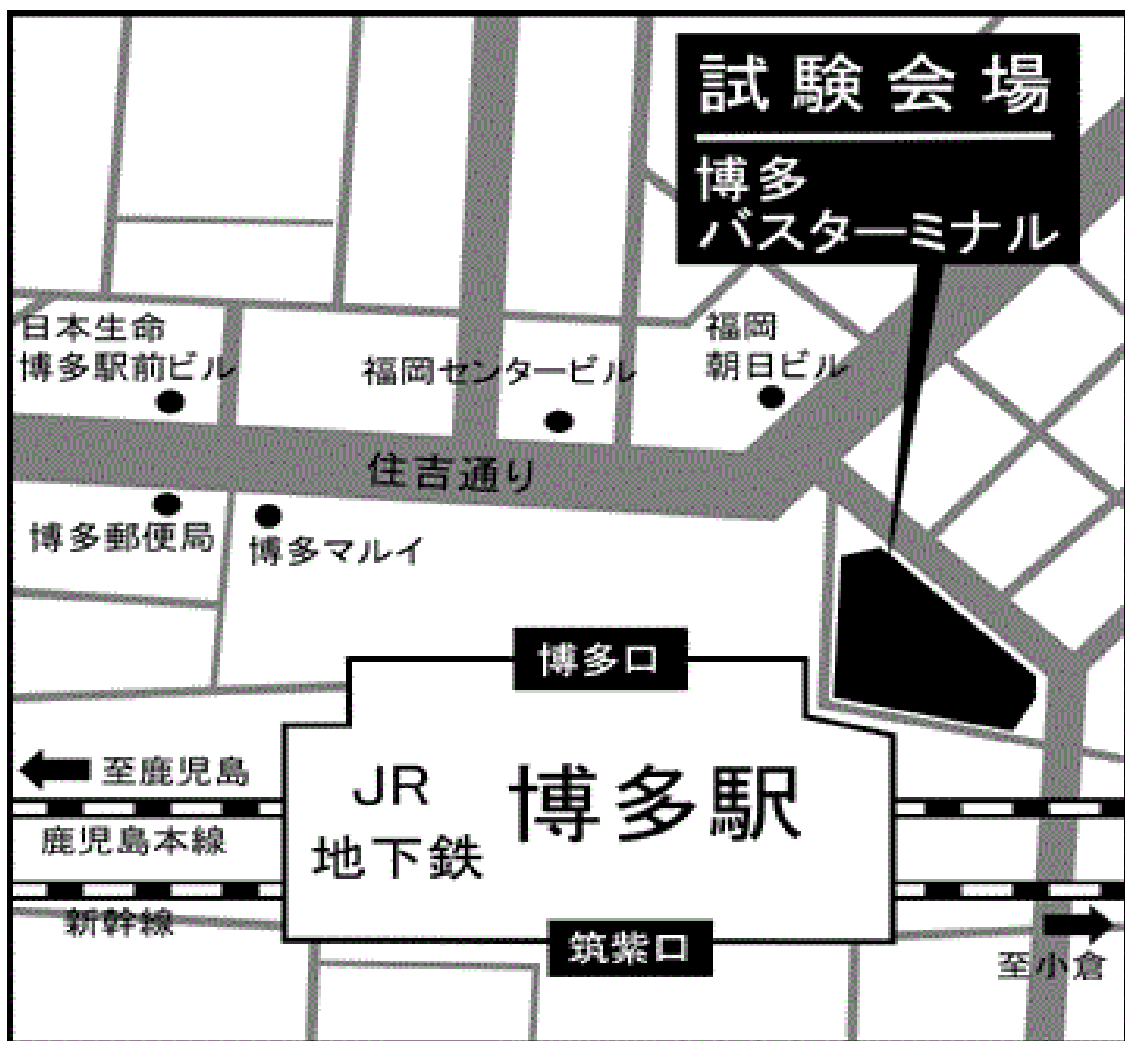 試験会場
博多
バスターミナル
日本生命
博多駅前ビル
福岡センタービル
福岡
朝日ビル
住吉通り
博多郵便局
博多マルイ
博多口
至鹿児島
JR
地下鉄
博多駅
鹿児島本線
新幹線
筑紫口
至小倉